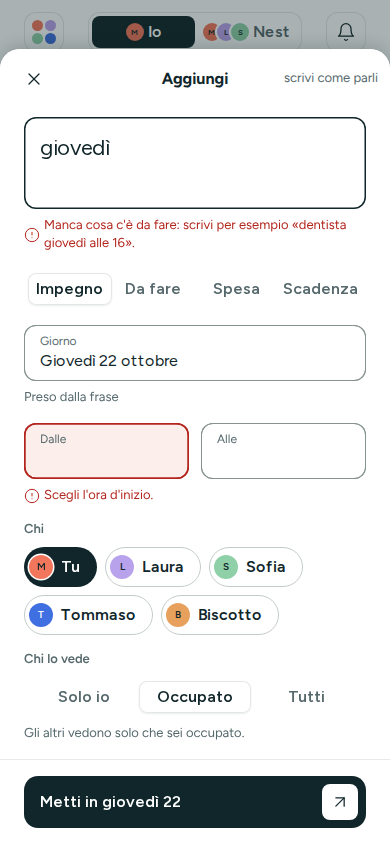 M Io
M L S Nest
Aggiungi
scrivi come parli
giovedì
Manca cosa c'è da fare: scrivi per esempio «dentista
giovedì alle 16».
Impegno Da fare Spesa Scadenza
Giorno
Giovedì 22 ottobre
Preso dalla frase
Dalle Alle
Scegli l'ora d'inizio.
Chi
M Tu L Laura S Sofia
T Tommaso B Biscotto
Chi lo vede
Solo io Occupato Tutti
Gli altri vedono solo che sei occupato.
Metti in giovedì 22